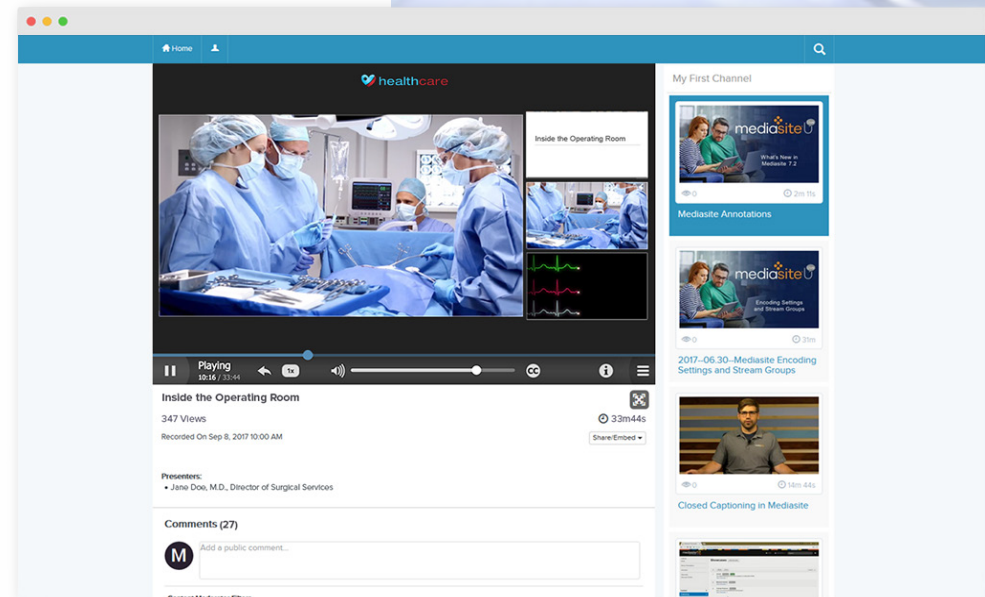 Home
healthcare
Inside the Operating Room
Playing
10:16 / 33:44
1x
CC
Inside the Operating Room
347 Views
33m44s
Recorded On Sep 8, 2017 10:00 AM
Share/Embed
Presenters:
• Jane Doe, M.D., Director of Surgical Services
Comments (27)
M
Add a public comment...
My First Channel
mediasiteU
What's New in
Mediasite 7.2
0
2m 11s
Mediasite Annotations
mediasiteU
Encoding Settings
and Stream Groups
0
31m
2017--06.30--Mediasite Encoding
Settings and Stream Groups
0
14m 44s
Closed Captioning in Mediasite